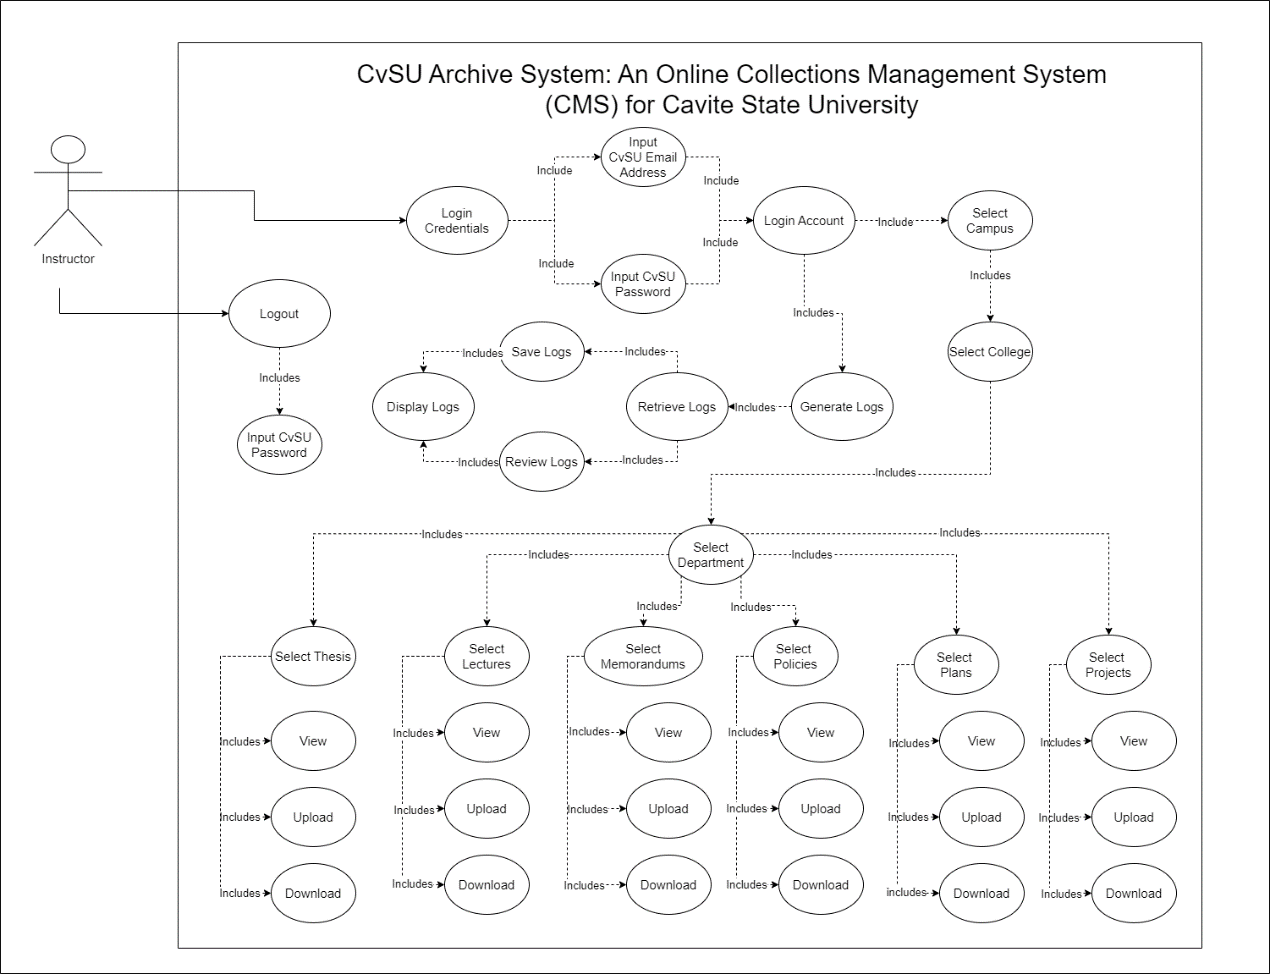 CvSU Archive System: An Online Collections Management System
(CMS) for Cavite State University
Instructor
Login
Credentials
Include
Include
Input
CvSU Email
Address
Input CvSU
Password
Include
Include
Login Account
Include
Select
Campus
Includes
Select College
Includes
Logout
Includes
Input CvSU
Password
Includes
Generate Logs
Includes
Retrieve Logs
Includes
Includes
Save Logs
Review Logs
Includes
Includes
Display Logs
Select
Department
Includes
Includes
Includes
Includes
Includes
Includes
Select Thesis
Includes
View
Includes
Upload
Includes
Download
Select
Lectures
Includes
View
Includes
Upload
Includes
Download
Select
Memorandums
Includes
View
Includes
Upload
Includes
Download
Select
Policies
Includes
View
Includes
Upload
Includes
Download
Select
Plans
Includes
View
Includes
Upload
includes
Download
Select
Projects
Includes
View
Includes
Upload
Includes
Download